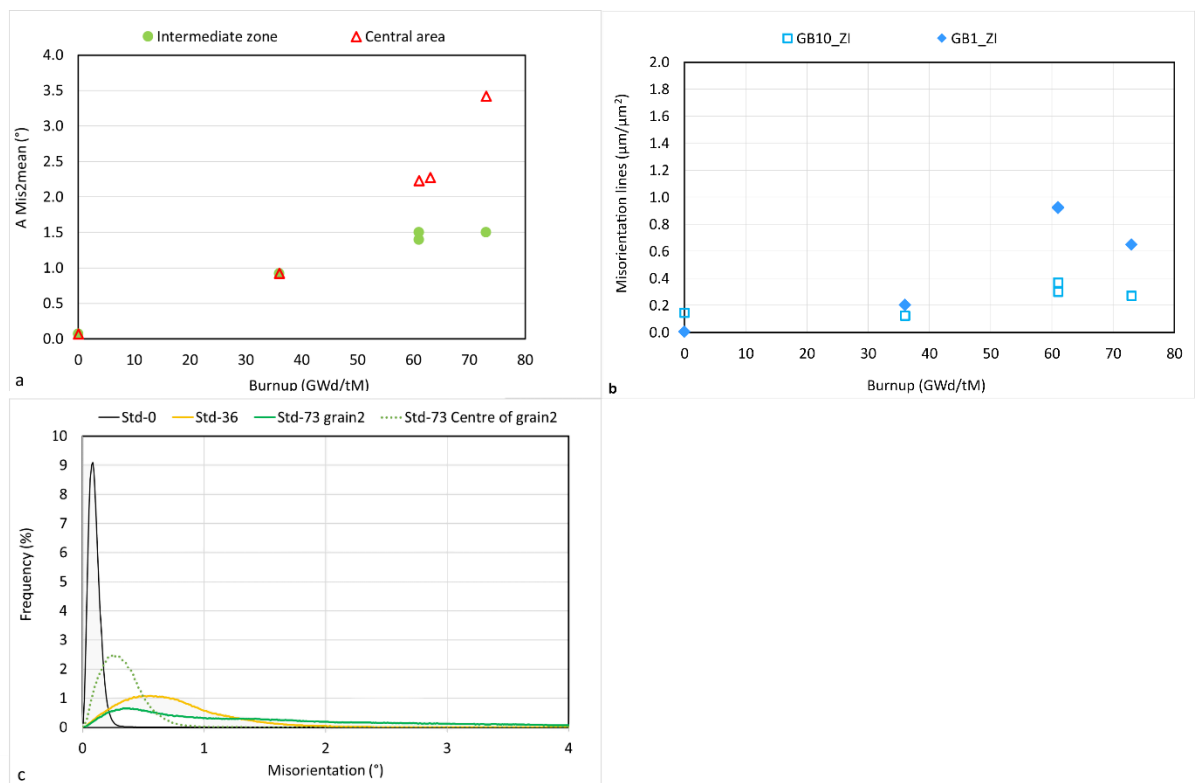 Intermediate zone Central area
4.0
3.5
3.0
2.5
2.0
1.5
1.0
0.5
0.0
A Mis2mean (°)
0 10 20 30 40 50 60 70 80
Burnup (GWd/tM)
a
GB10_ZI GB1_ZI
2.0
1.8
1.6
1.4
1.2
1.0
0.8
0.6
0.4
0.2
0.0
Misorientation lines (µm/µm²)
0 10 20 30 40 50 60 70 80
Burnup (GWd/tM)
b
Std-0 Std-36 Std-73 grain2 Std-73 Centre of grain2
10
9
8
7
6
5
4
3
2
1
0
Frequency (%)
0 1 2 3 4
Misorientation (°)
c